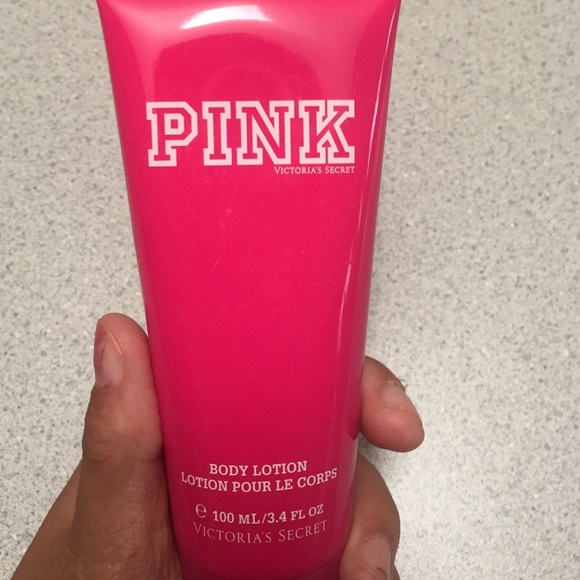 PINK
VICTORIA'S SECRET
BODY LOTION
LOTION POUR LE CORPS
℮ 100 ML/3.4 FL OZ
VICTORIA'S SECRET